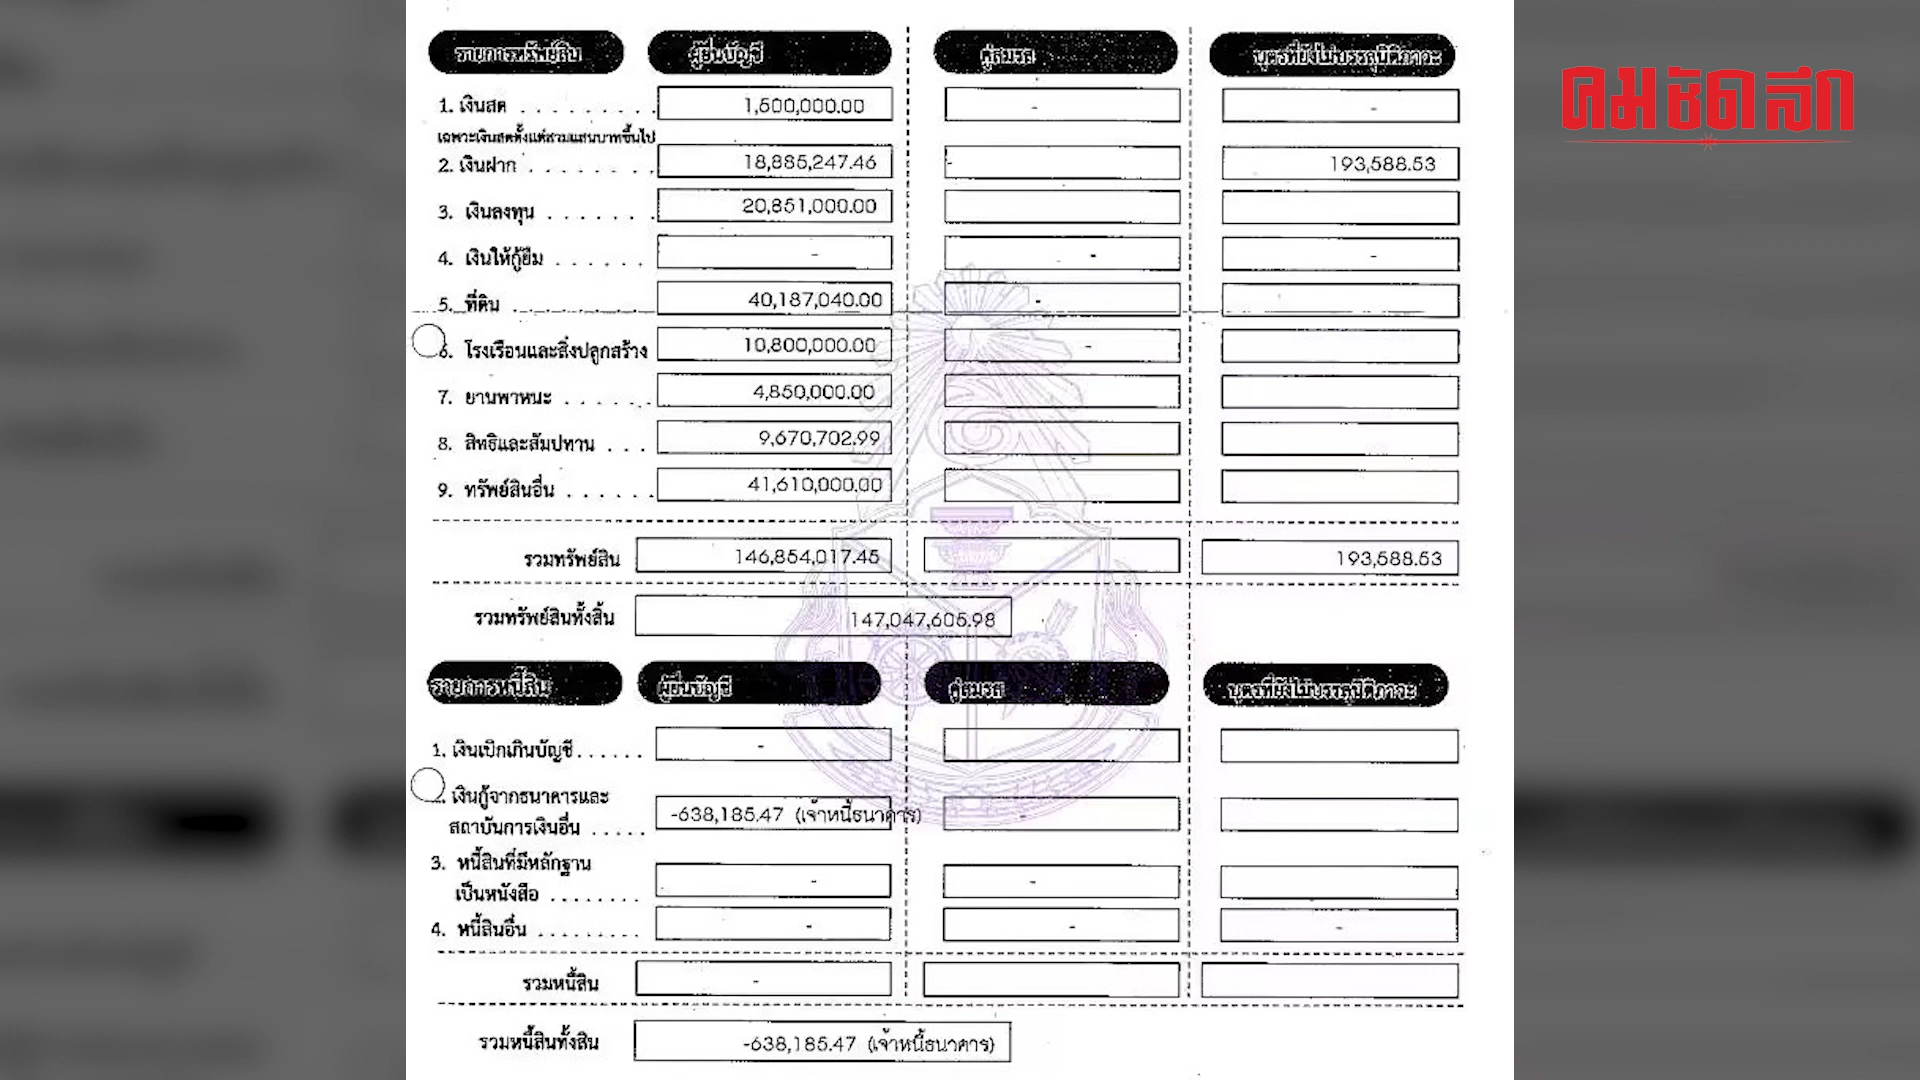 คมชัดลึก
รายการทรัพย์สิน ผู้ยื่นบัญชี คู่สมรส บุตรที่ยังไม่บรรลุนิติภาวะ
1. เงินสด . . . . . . . . . . 1,500,000.00 - -
เฉพาะเงินสดตั้งแต่สามแสนบาทขึ้นไป
2. เงินฝาก . . . . . . . . . 18,885,247.46 - 193,588.53
3. เงินลงทุน . . . . . . . 20,851,000.00
4. เงินให้กู้ยืม . . . . . . - - -
5. ที่ดิน . . . . . . . . . . 40,187,040.00 -
6. โรงเรือนและสิ่งปลูกสร้าง 10,800,000.00 -
7. ยานพาหนะ . . . . . . 4,850,000.00
8. สิทธิและสัมปทาน . . . 9,670,702.99
9. ทรัพย์สินอื่น . . . . . . 41,610,000.00
รวมทรัพย์สิน 146,854,017.45 193,588.53
รวมทรัพย์สินทั้งสิ้น 147,047,605.98
รายการหนี้สิน ผู้ยื่นบัญชี คู่สมรส บุตรที่ยังไม่บรรลุนิติภาวะ
1. เงินเบิกเกินบัญชี . . . . . . -
เงินกู้จากธนาคารและ
สถาบันการเงินอื่น . . . . . -638,185.47 (เจ้าหนี้ธนาคาร) -
3. หนี้สินที่มีหลักฐาน
เป็นหนังสือ . . . . . . . . - -
4. หนี้สินอื่น . . . . . . . . . - - -
รวมหนี้สิน -
รวมหนี้สินทั้งสิน -638,185.47 (เจ้าหนี้ธนาคาร)